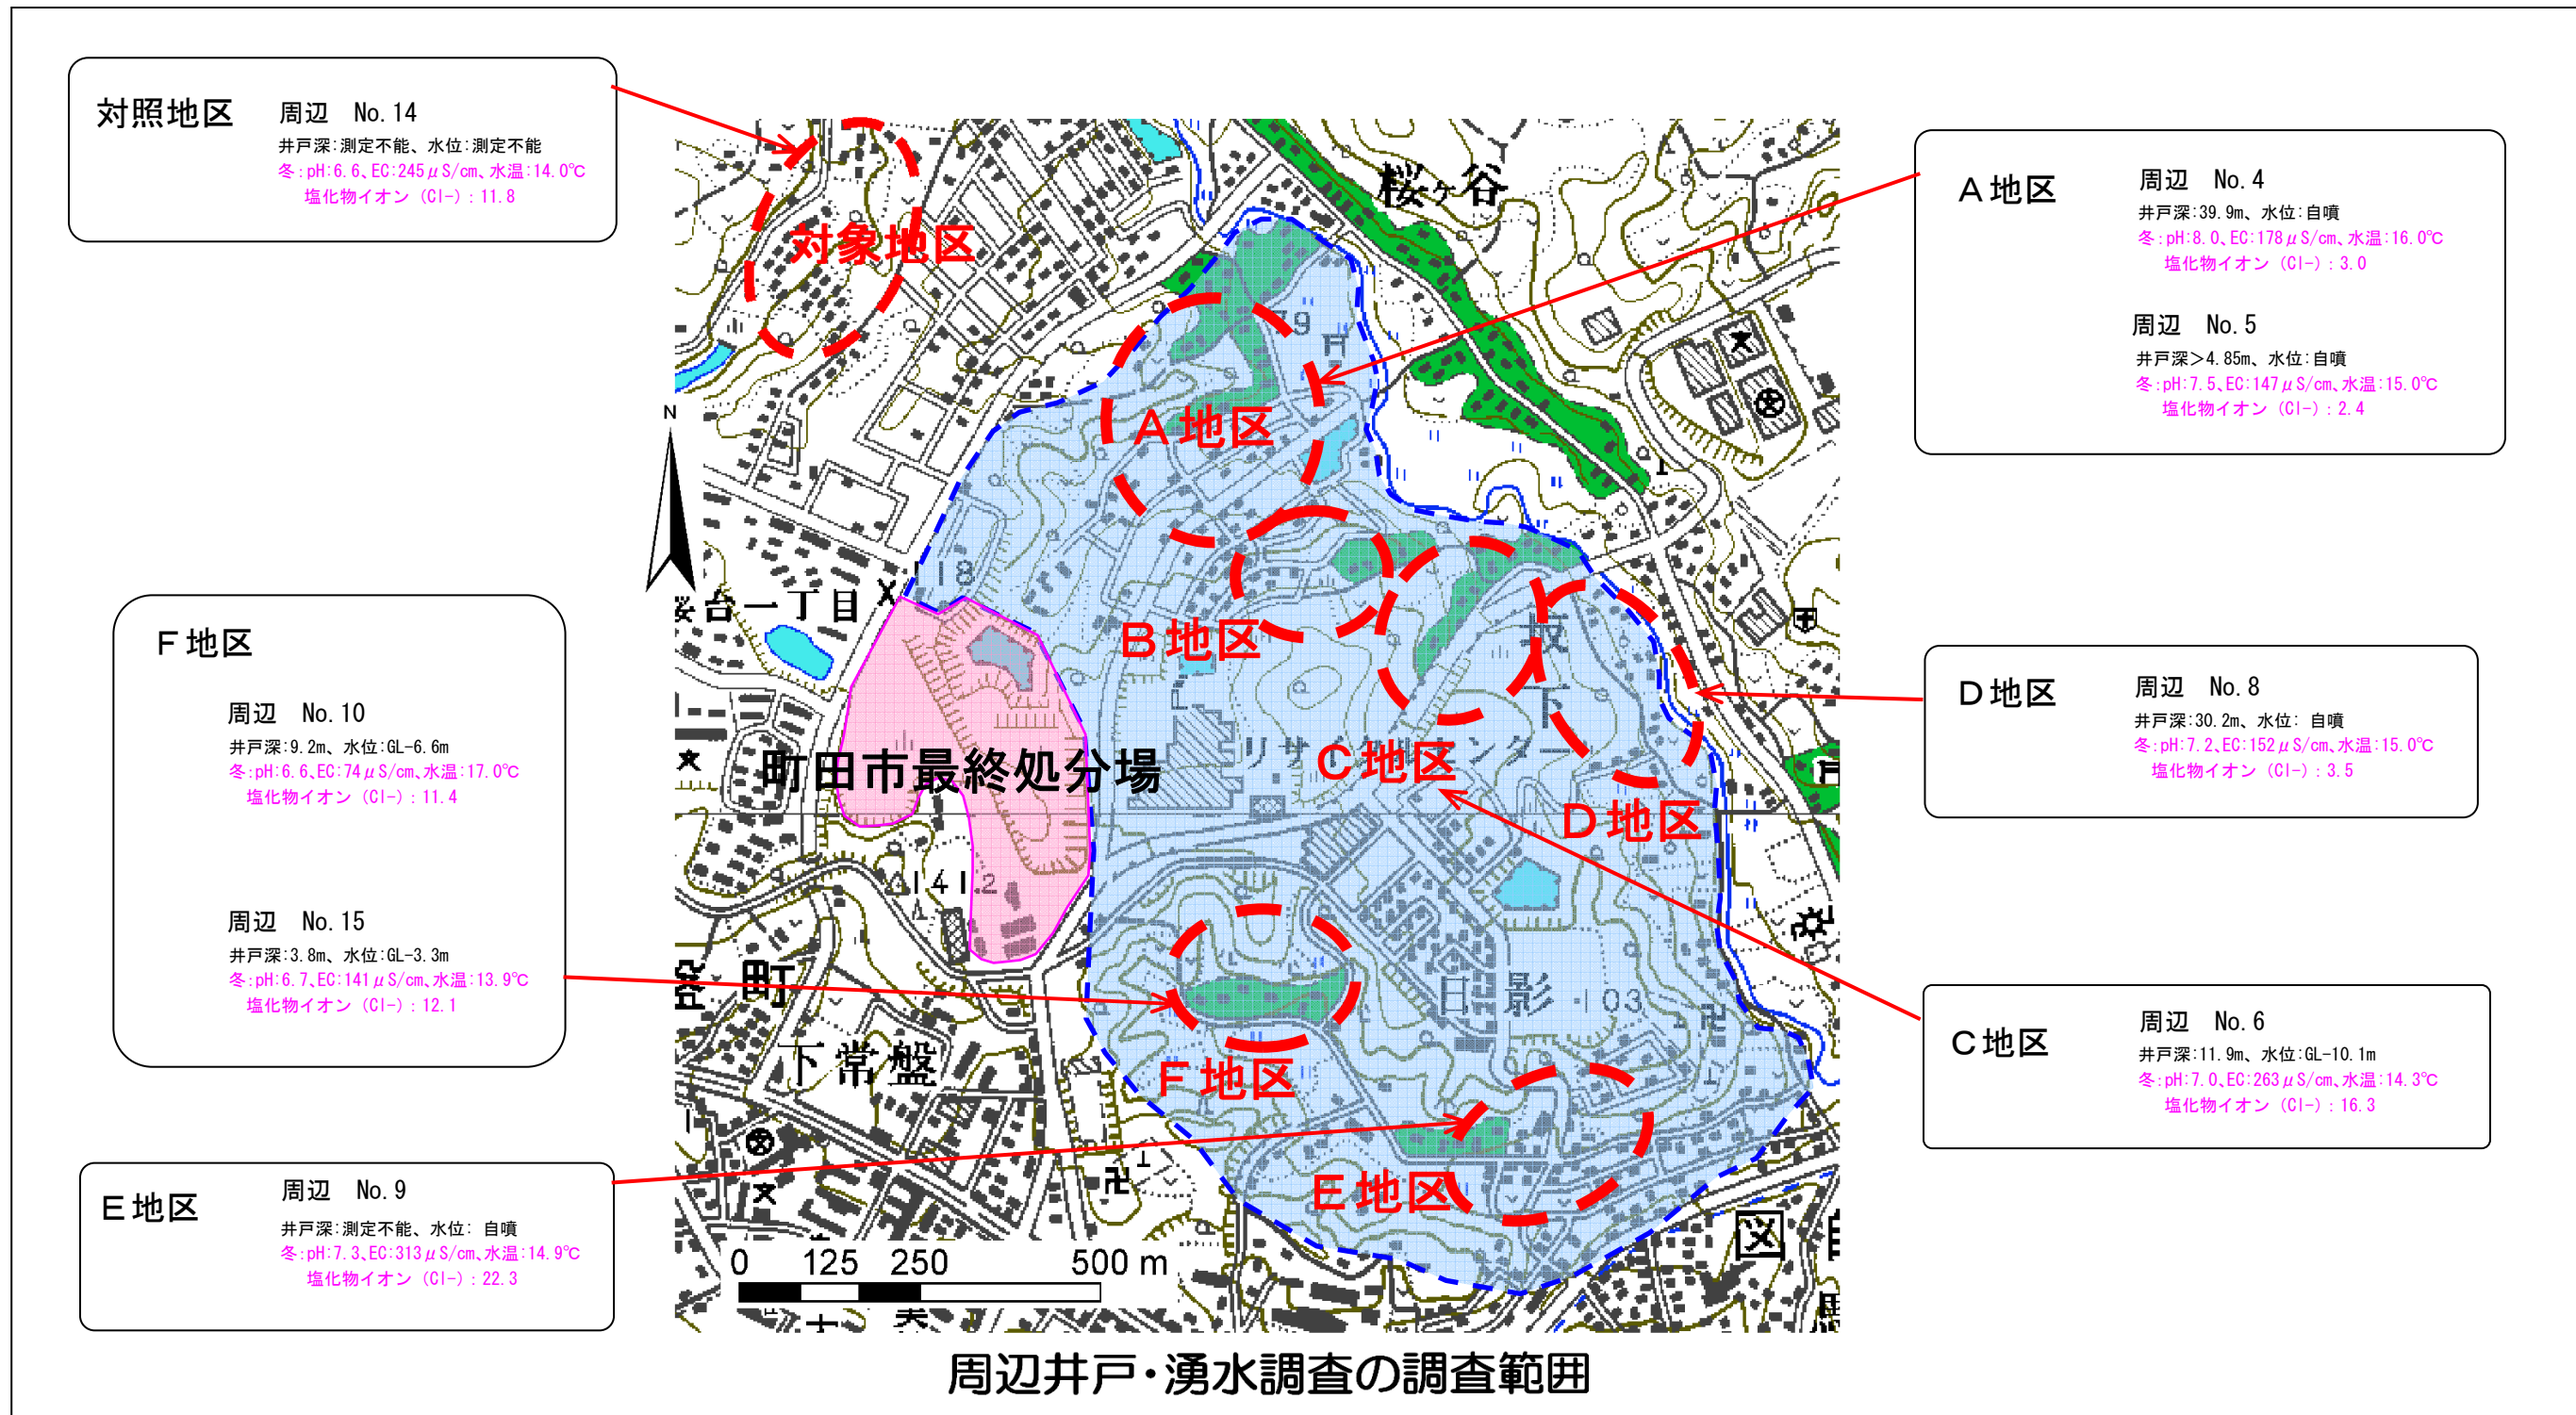 対照地区
周辺 No.14
井戸深:測定不能、水位:測定不能
冬:pH:6.6、EC:245μS/cm、水温:14.0℃
塩化物イオン (Cl-) : 11.8
A地区
周辺 No.4
井戸深:39.9m、水位:自噴
冬:pH:8.0、EC:178μS/cm、水温:16.0℃
塩化物イオン (Cl-) : 3.0
周辺 No.5
井戸深>4.85m、水位:自噴
冬:pH:7.5、EC:147μS/cm、水温:15.0℃
塩化物イオン (Cl-) : 2.4
桜ヶ谷
対象地区
79
A地区
N
118
桜台一丁目
B地区
坂下
F地区
周辺 No.10
井戸深:9.2m、水位:GL-6.6m
冬:pH:6.6、EC:74μS/cm、水温:17.0℃
塩化物イオン (Cl-) : 11.4
周辺 No.15
井戸深:3.8m、水位:GL-3.3m
冬:pH:6.7、EC:141μS/cm、水温:13.9℃
塩化物イオン (Cl-) : 12.1
町田市最終処分場
C地区
D地区
D地区
周辺 No.8
井戸深:30.2m、水位: 自噴
冬:pH:7.2、EC:152μS/cm、水温:15.0℃
塩化物イオン (Cl-) : 3.5
141.2
町
日影
103
下常盤
F地区
C地区
周辺 No.6
井戸深:11.9m、水位:GL-10.1m
冬:pH:7.0、EC:263μS/cm、水温:14.3℃
塩化物イオン (Cl-) : 16.3
E地区
周辺 No.9
井戸深:測定不能、水位: 自噴
冬:pH:7.3、EC:313μS/cm、水温:14.9℃
塩化物イオン (Cl-) : 22.3
E地区
図
0 125 250 500 m
周辺井戸・湧水調査の調査範囲